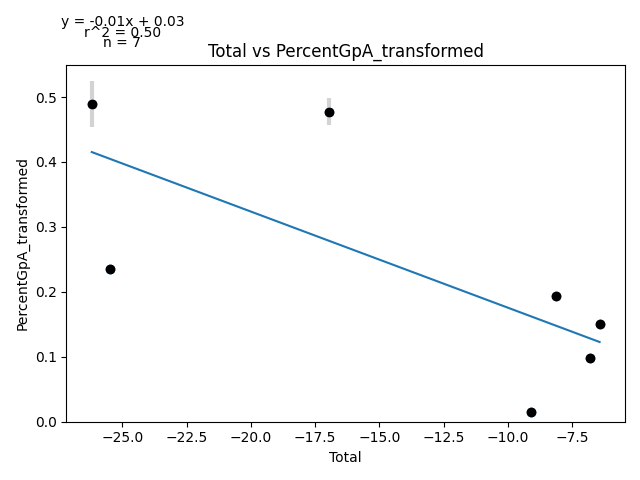 y = -0.01x + 0.03
r^2 = 0.50
n = 7
Total vs PercentGpA_transformed
PercentGpA_transformed
0.5
0.4
0.3
0.2
0.1
0.0
−25.0 −22.5 −20.0 −17.5 −15.0 −12.5 −10.0 −7.5
Total